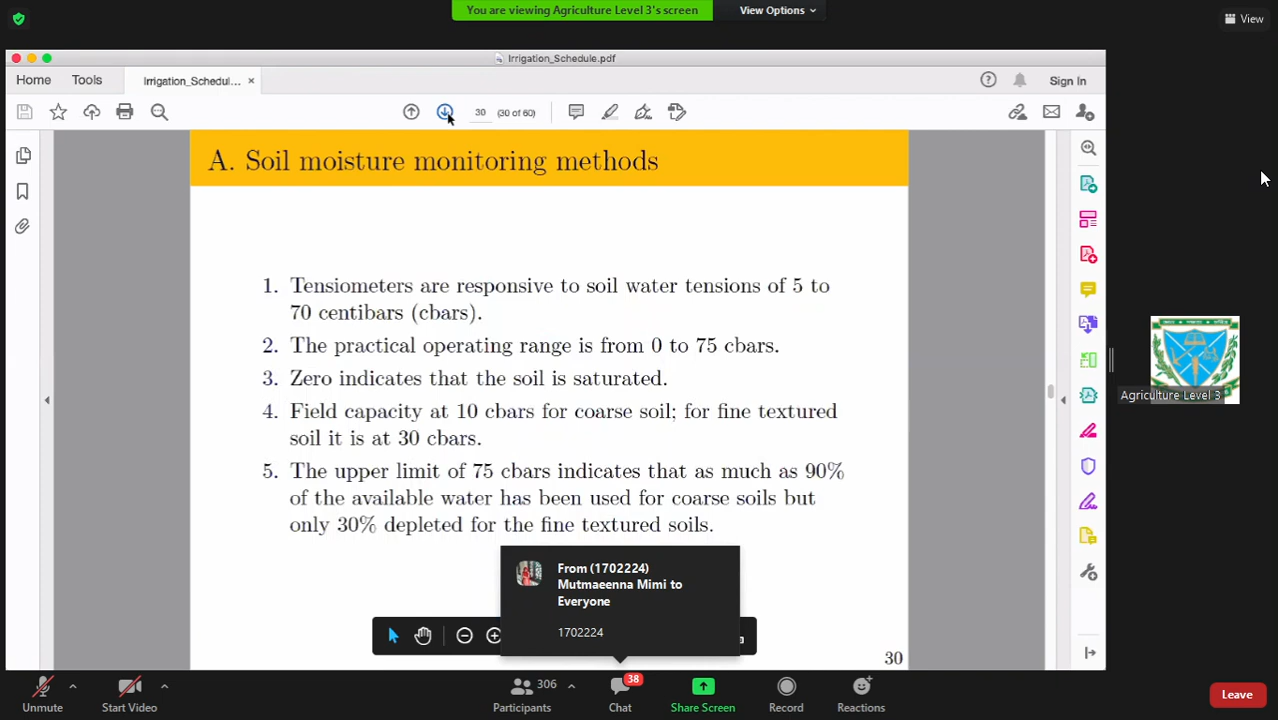 You are viewing Agriculture Level 3's screen
View Options
View
Irrigation_Schedule.pdf
Home
Tools
Irrigation_Schedul...
Sign In
30
(30 of 60)
A. Soil moisture monitoring methods
1. Tensiometers are responsive to soil water tensions of 5 to
70 centibars (cbars).
2. The practical operating range is from 0 to 75 cbars.
3. Zero indicates that the soil is saturated.
4. Field capacity at 10 cbars for coarse soil; for fine textured
soil it is at 30 cbars.
5. The upper limit of 75 cbars indicates that as much as 90%
of the available water has been used for coarse soils but
only 30% depleted for the fine textured soils.
Agriculture Level 3
From (1702224)
Mutmaeenna Mimi to
Everyone
1702224
30
Unmute
Start Video
306
Participants
38
Chat
Share Screen
Record
Reactions
Leave